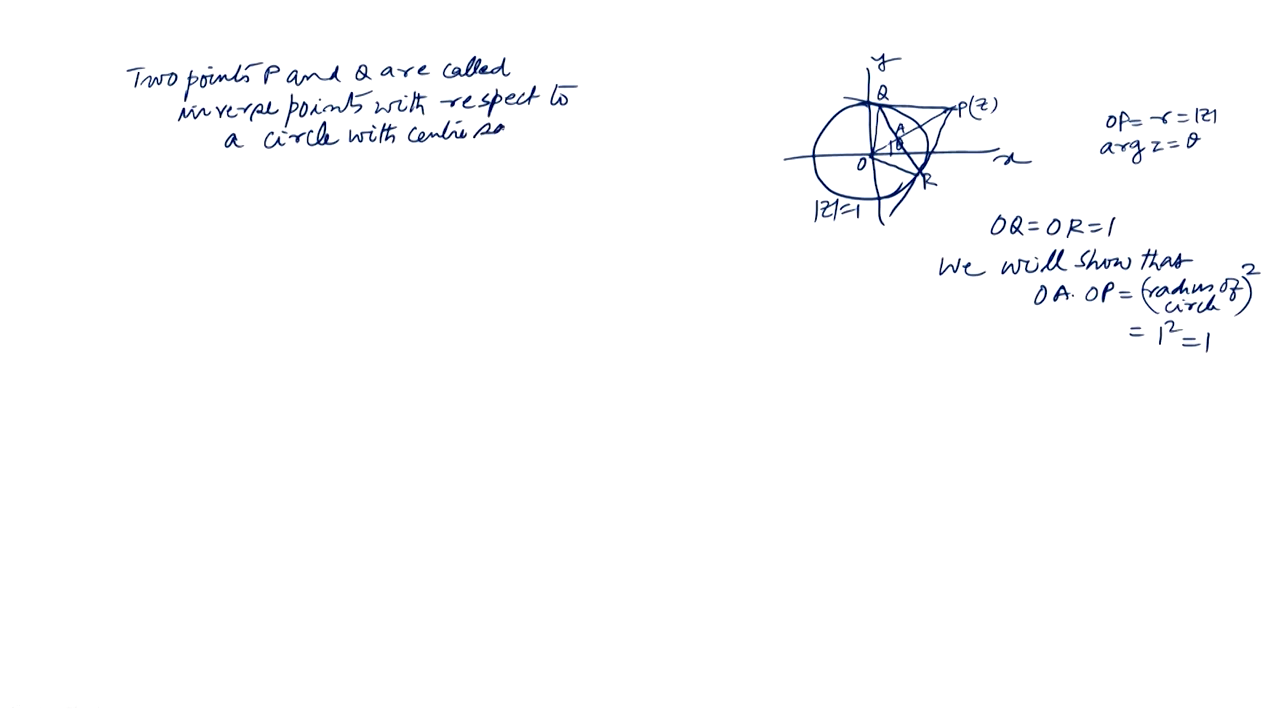 Two points P and Q are called
inverse points with respect to
a circle with centre
y
Q
P(z)
A
θ
O
x
R
|z|=1
OP = r = |z|
arg z = θ
OQ = OR = 1
We will show that
OA. OP = (radius of circle)²
= 1² = 1